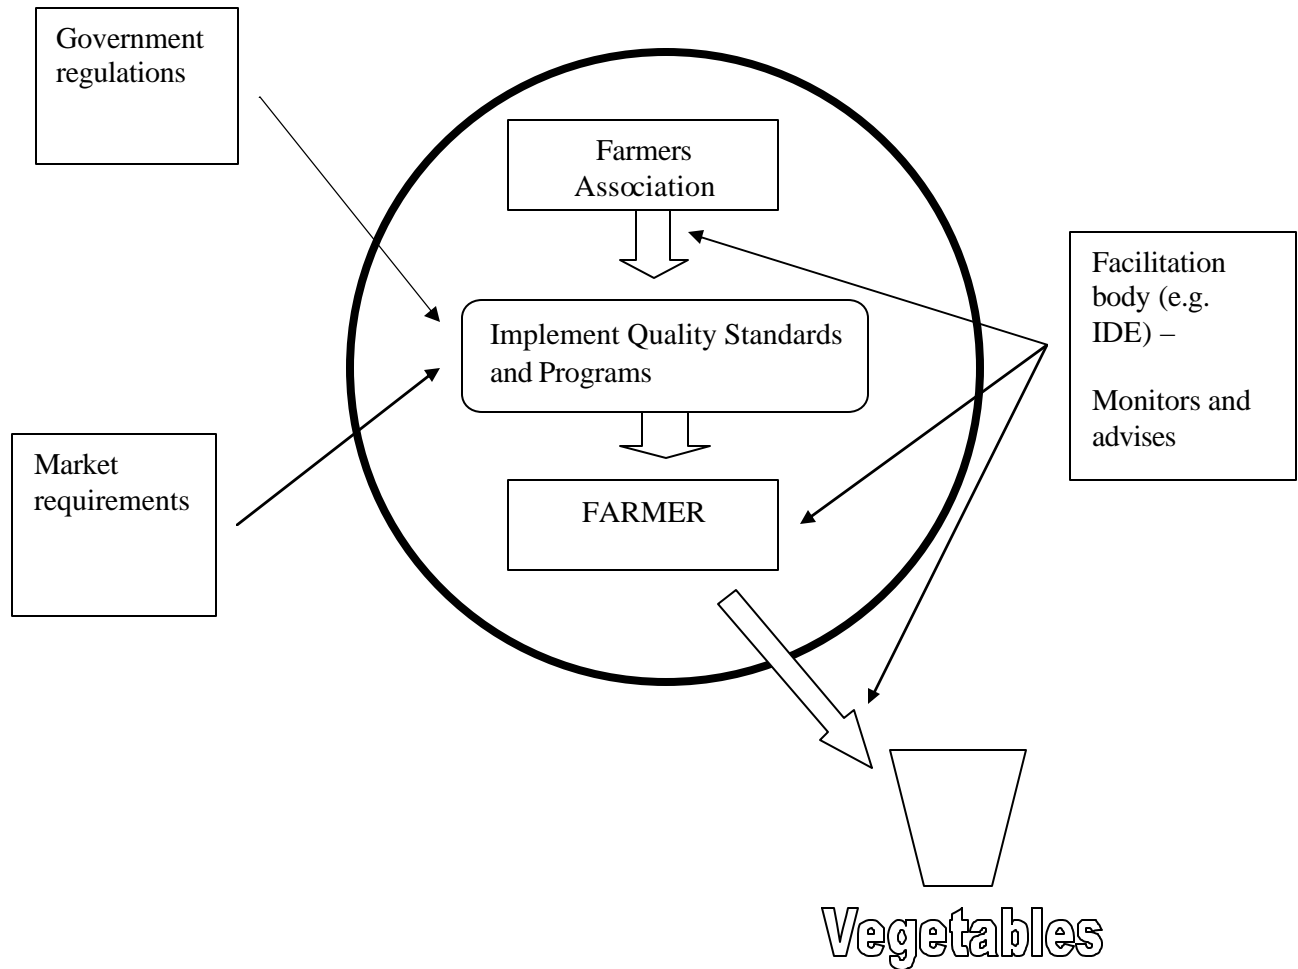 Government
regulations
Farmers
Association
Implement Quality Standards
and Programs
FARMER
Market
requirements
Facilitation
body (e.g.
IDE) –
Monitors and
advises
Vegetables